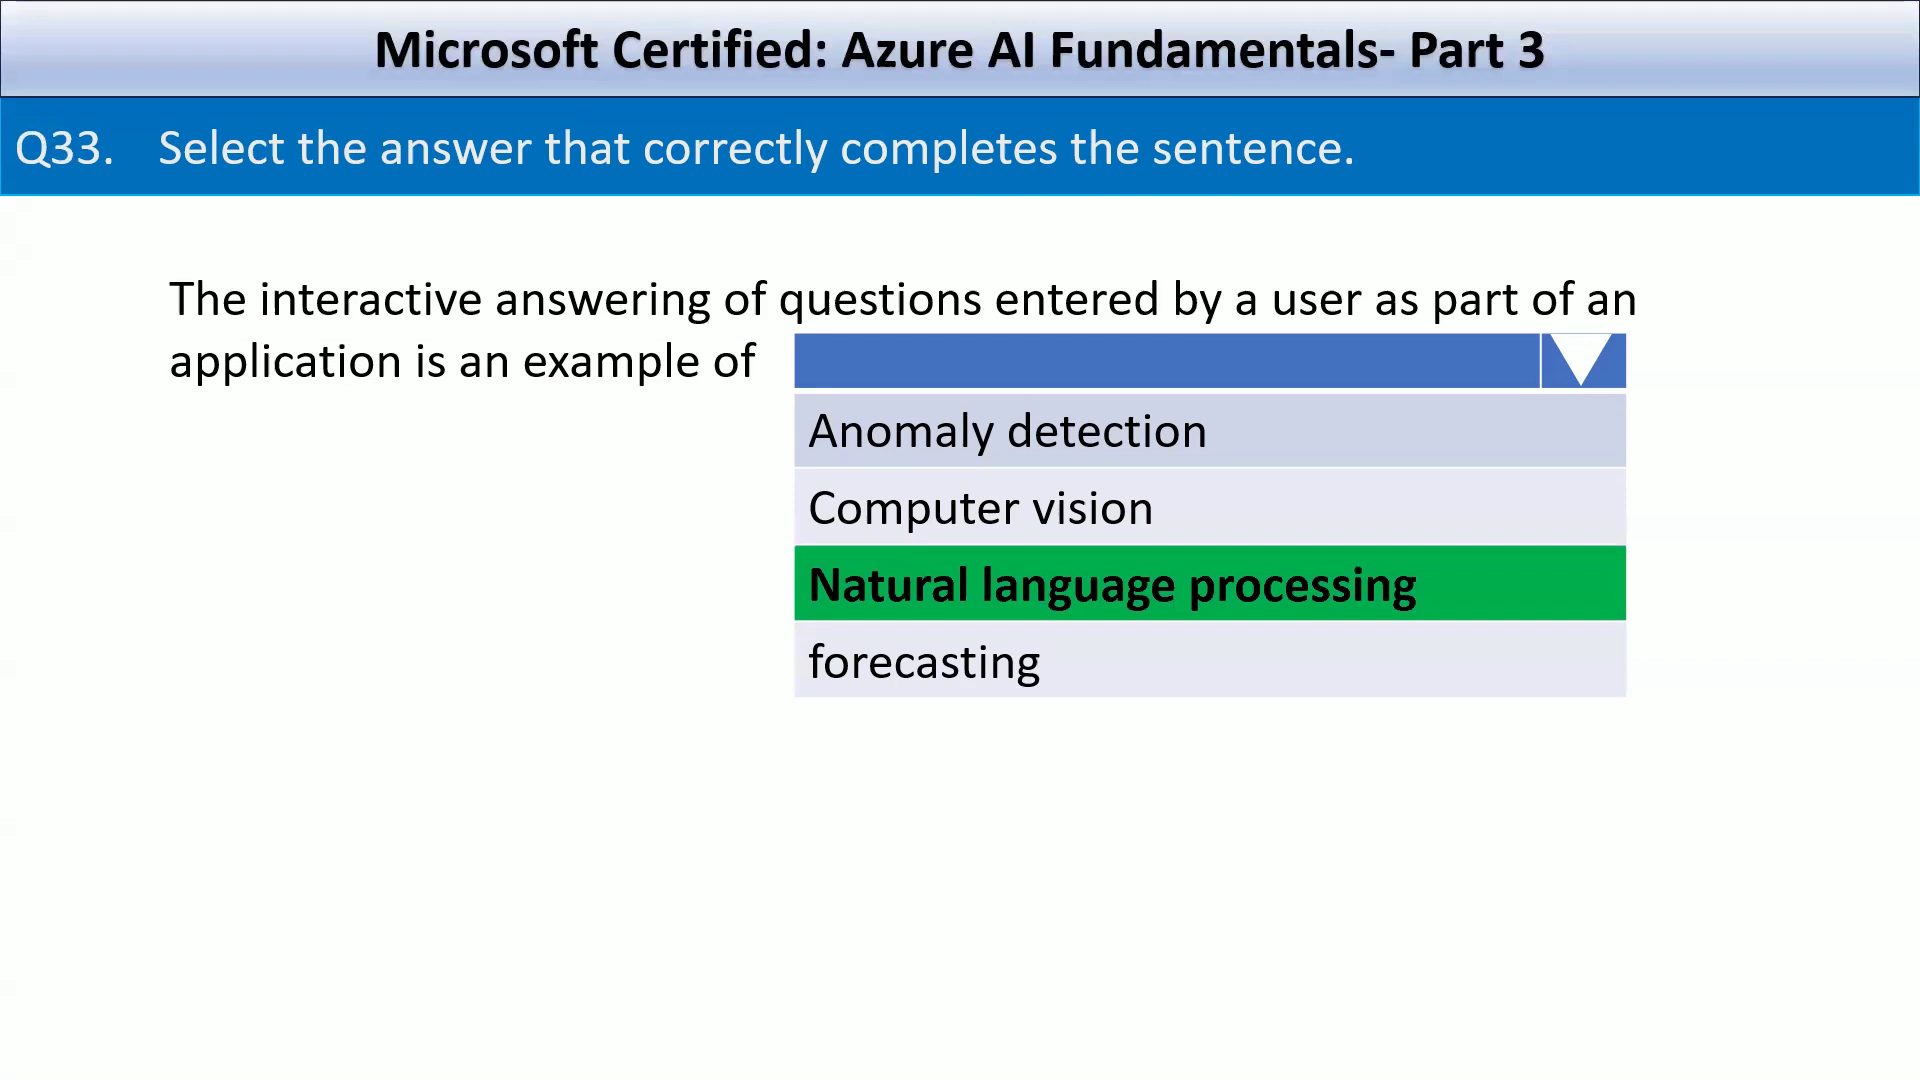 Microsoft Certified: Azure AI Fundamentals- Part 3
Q33. Select the answer that correctly completes the sentence.
The interactive answering of questions entered by a user as part of an
application is an example of
Anomaly detection
Computer vision
Natural language processing
forecasting